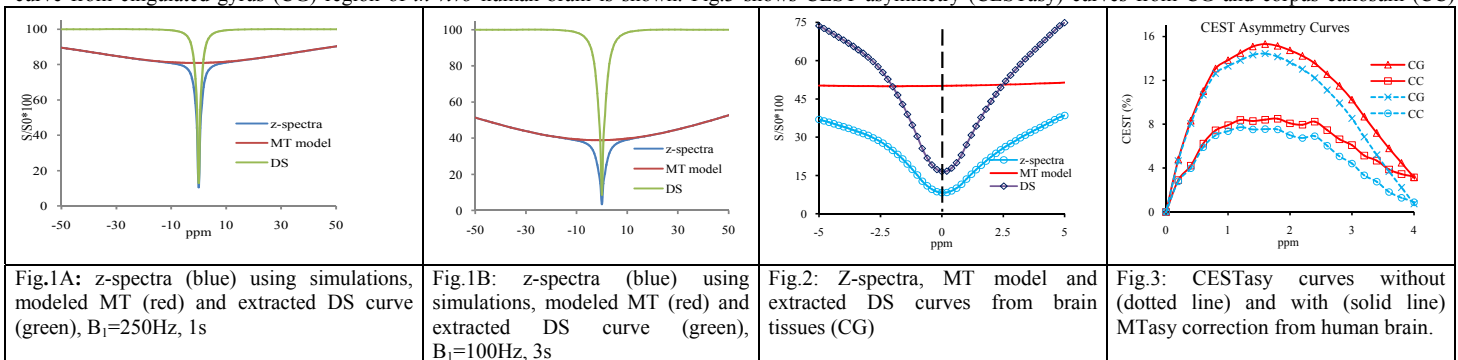 curve from cingulated gyrus (CG) region of in vivo human brain is shown. Fig.3 shows CEST asymmetry (CESTasy) curves from CG and corpus callosum (CC)
100
80
60
40
20
0
S/S0*100
z-spectra
MT model
DS
-50 -30 -10 10 30 50
ppm
100
80
60
40
20
0
S/S0*100
z-spectra
MT model
DS
-50 -30 -10 10 30 50
ppm
75
60
45
30
15
0
S/S0*100
z-spectra
MT model
DS
-5 -2.5 0 2.5 5
ppm
CEST Asymmetry Curves
16
12
8
4
0
CEST (%)
CG
CC
CG
CC
0 1 2 3 4
ppm
Fig.1A: z-spectra (blue) using simulations,
modeled MT (red) and extracted DS curve
(green), B1=250Hz, 1s
Fig.1B: z-spectra (blue) using
simulations, modeled MT (red) and
extracted DS curve (green),
B1=100Hz, 3s
Fig.2: Z-spectra, MT model and
extracted DS curves from brain
tissues (CG)
Fig.3: CESTasy curves without
(dotted line) and with (solid line)
MTasy correction from human brain.